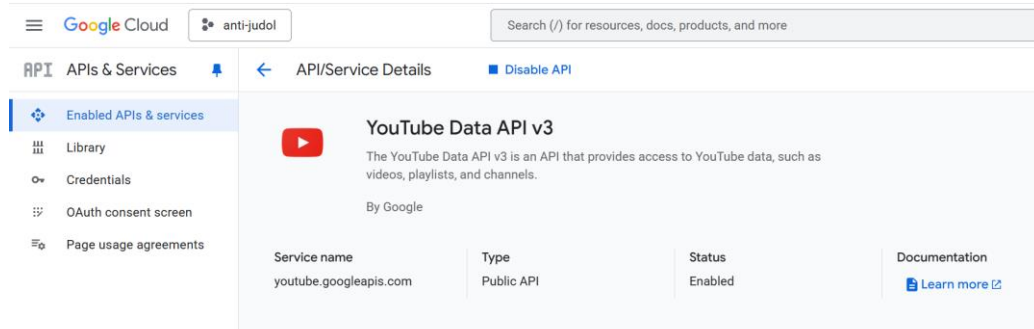 Google Cloud
anti-judol
Search (/) for resources, docs, products, and more
API APIs & Services
API/Service Details
Disable API
Enabled APIs & services
Library
Credentials
OAuth consent screen
Page usage agreements
YouTube Data API v3
The YouTube Data API v3 is an API that provides access to YouTube data, such as
videos, playlists, and channels.
By Google
Service name
youtube.googleapis.com
Type
Public API
Status
Enabled
Documentation
Learn more